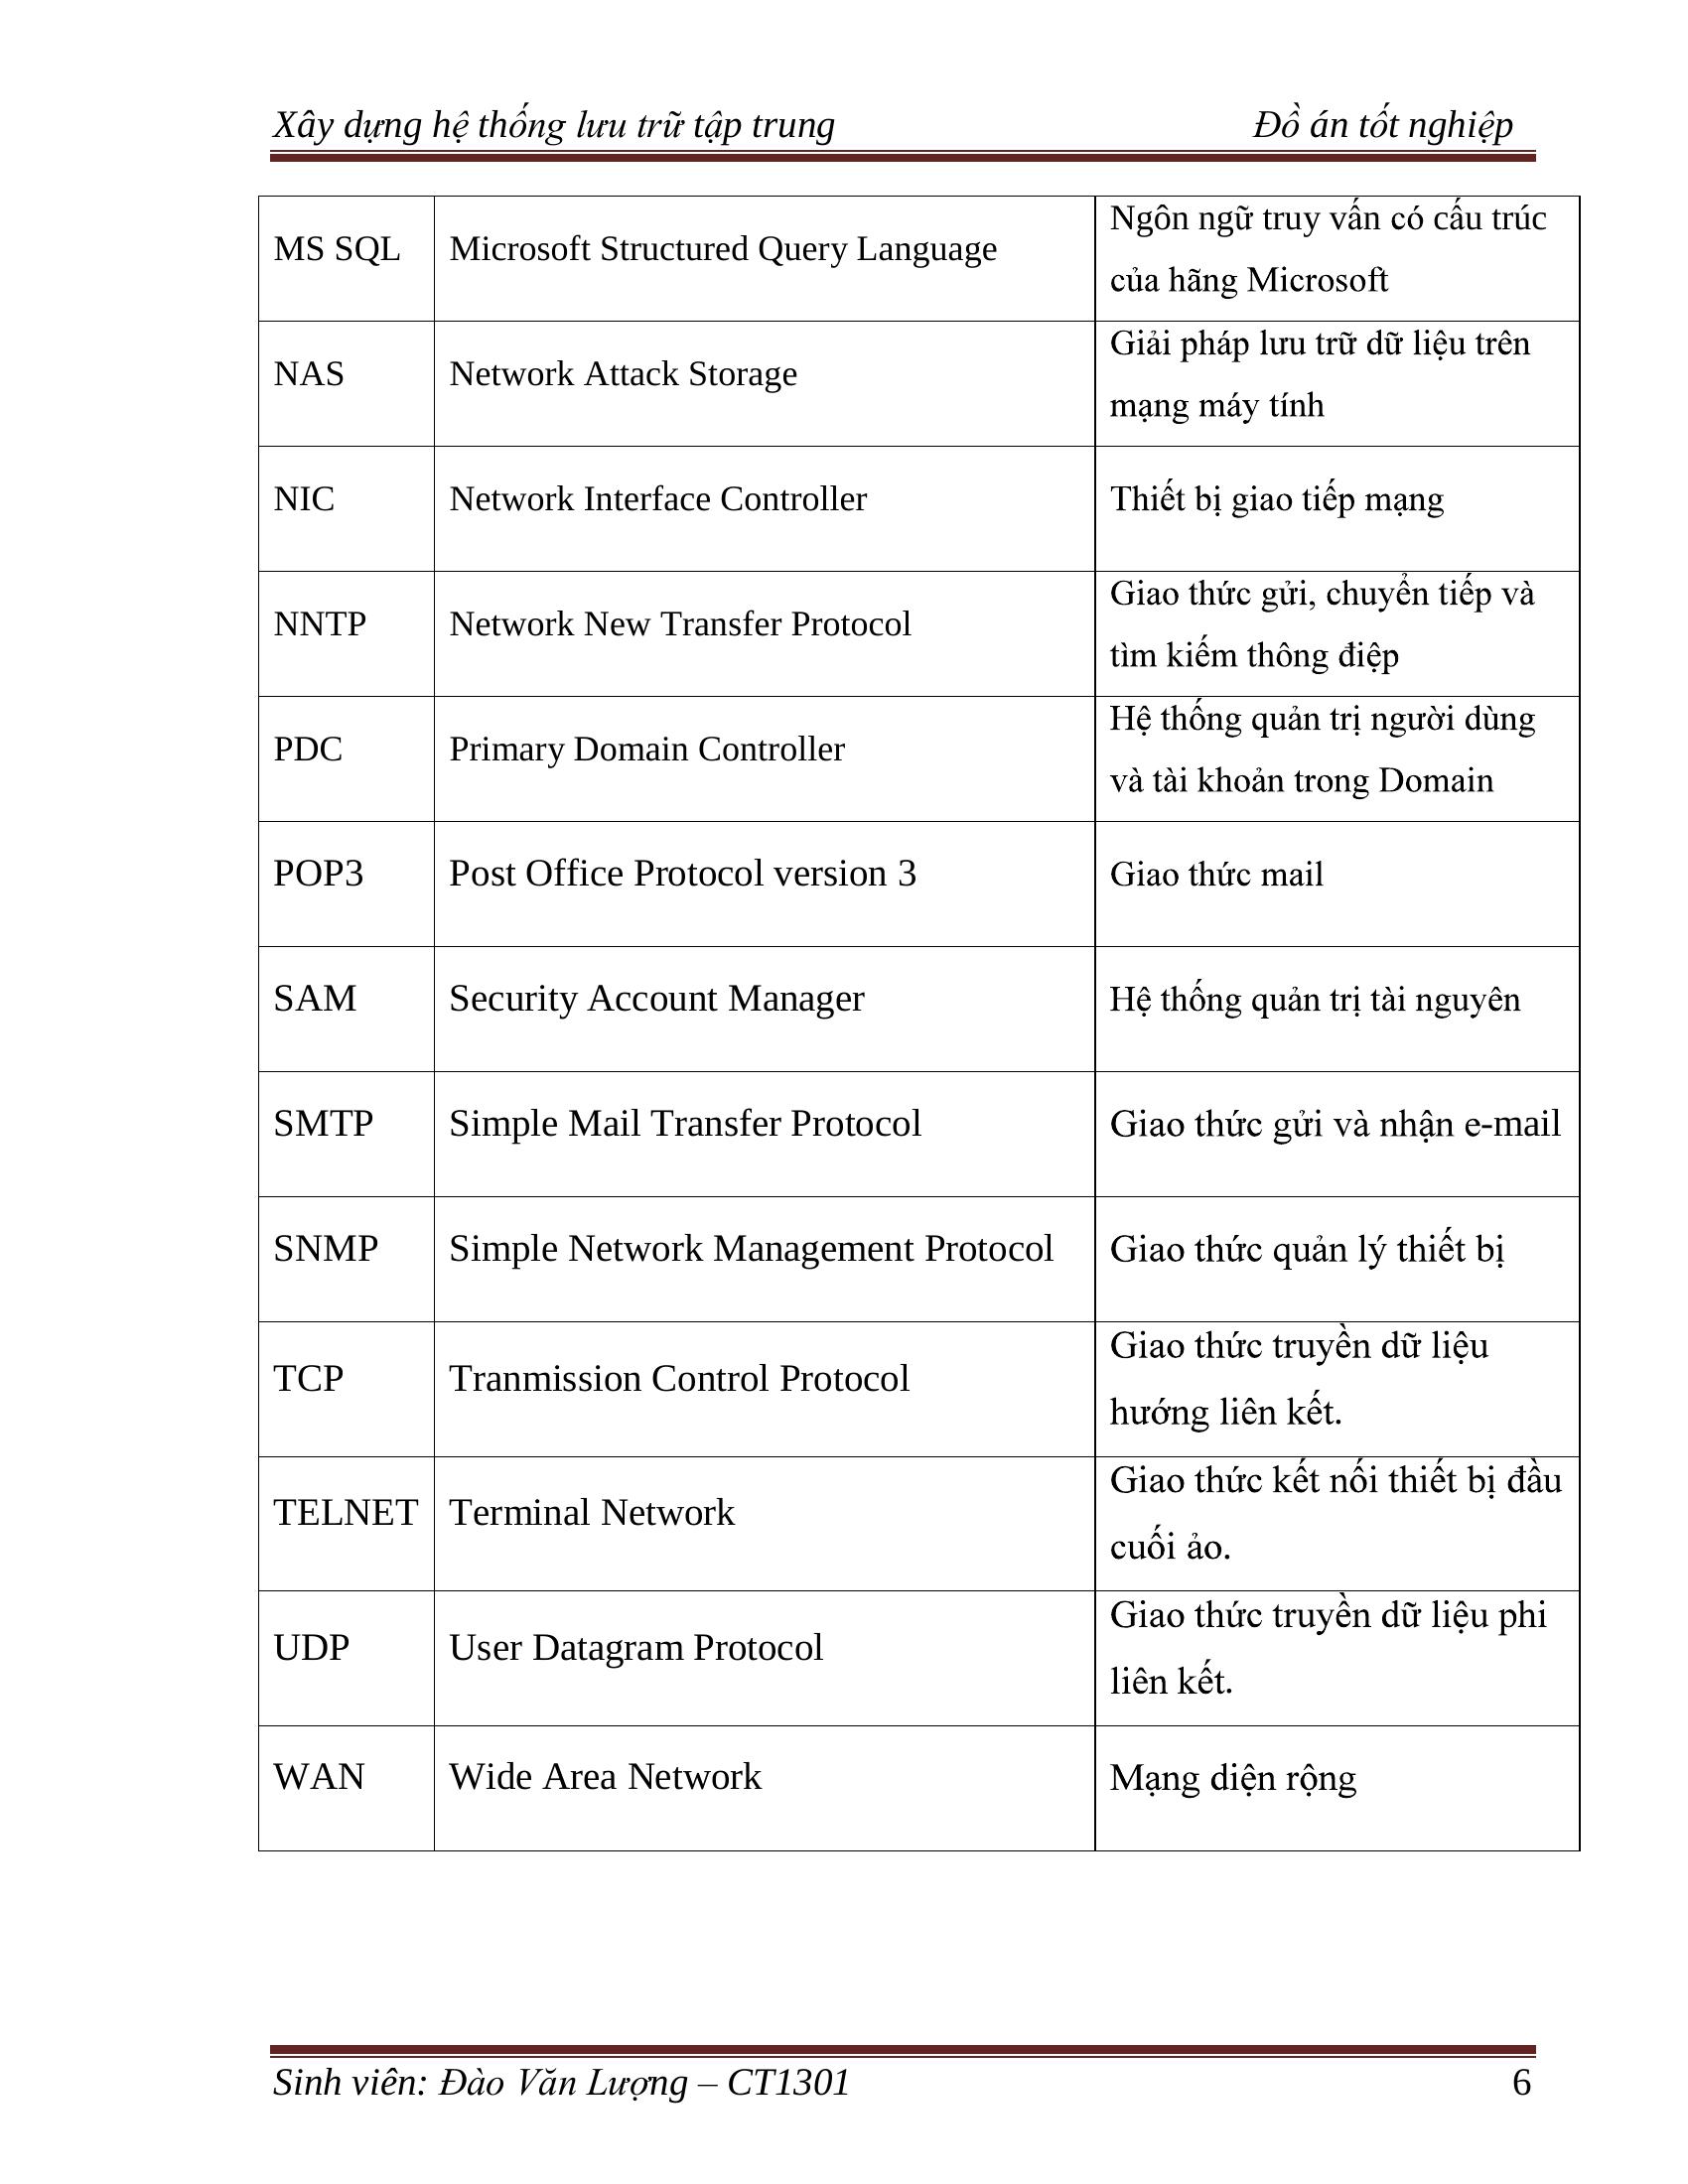 Xây dựng hệ thống lưu trữ tập trung Đồ án tốt nghiệp
MS SQL Microsoft Structured Query Language Ngôn ngữ truy vấn có cấu trúc
của hãng Microsoft
NAS Network Attack Storage Giải pháp lưu trữ dữ liệu trên
mạng máy tính
NIC Network Interface Controller Thiết bị giao tiếp mạng
NNTP Network New Transfer Protocol Giao thức gửi, chuyển tiếp và
tìm kiếm thông điệp
PDC Primary Domain Controller Hệ thống quản trị người dùng
và tài khoản trong Domain
POP3 Post Office Protocol version 3 Giao thức mail
SAM Security Account Manager Hệ thống quản trị tài nguyên
SMTP Simple Mail Transfer Protocol Giao thức gửi và nhận e-mail
SNMP Simple Network Management Protocol Giao thức quản lý thiết bị
TCP Tranmission Control Protocol Giao thức truyền dữ liệu
hướng liên kết.
TELNET Terminal Network Giao thức kết nối thiết bị đầu
cuối ảo.
UDP User Datagram Protocol Giao thức truyền dữ liệu phi
liên kết.
WAN Wide Area Network Mạng diện rộng
Sinh viên: Đào Văn Lượng – CT1301 6